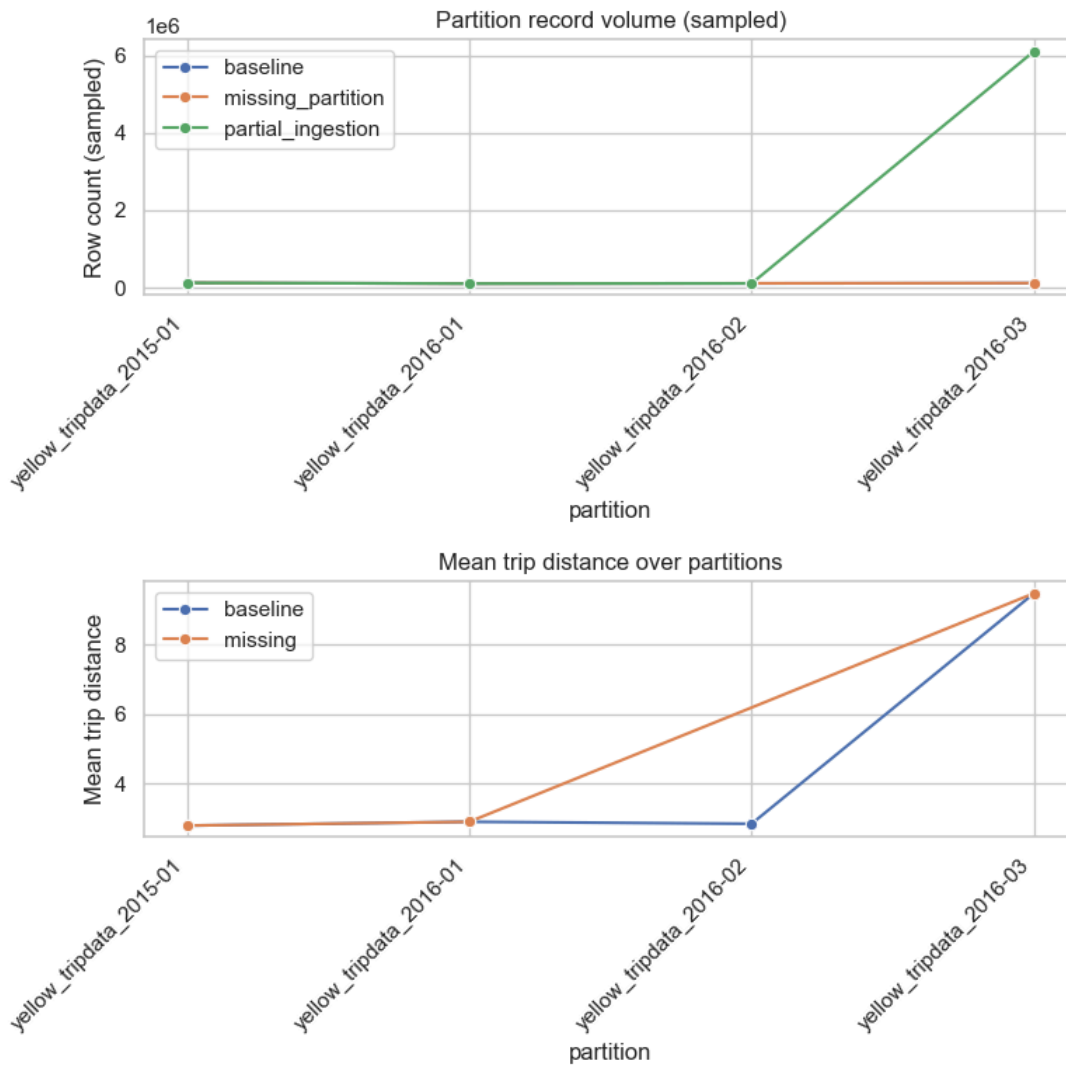 Partition record volume (sampled)
1e6
baseline
missing_partition
partial_ingestion
Row count (sampled)
6
4
2
0
yellow_tripdata_2015-01
yellow_tripdata_2016-01
yellow_tripdata_2016-02
yellow_tripdata_2016-03
partition
Mean trip distance over partitions
baseline
missing
Mean trip distance
8
6
4
yellow_tripdata_2015-01
yellow_tripdata_2016-01
yellow_tripdata_2016-02
yellow_tripdata_2016-03
partition